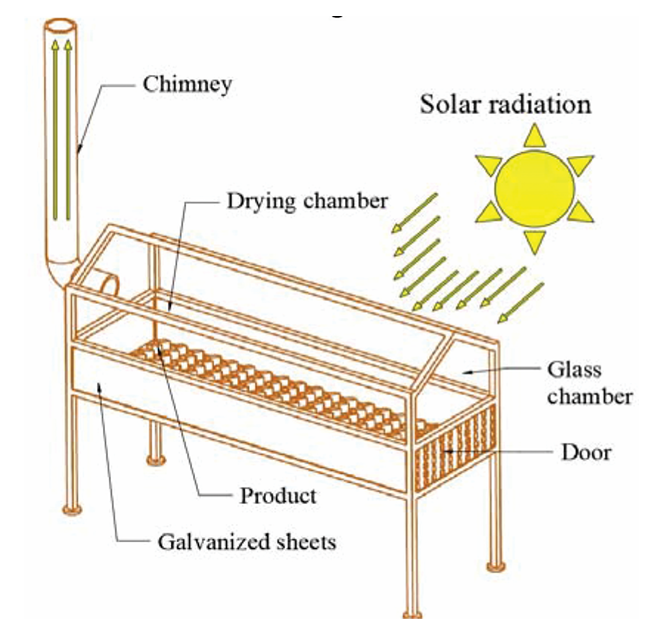 Chimney
Solar radiation
Drying chamber
Glass
chamber
Door
Product
Galvanized sheets